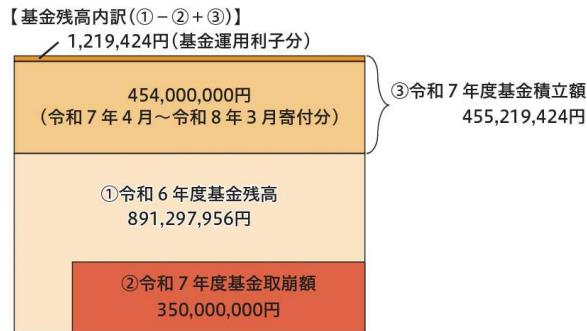 【基金残高内訳(①－②＋③)】
1,219,424円(基金運用利子分)
454,000,000円
(令和7年4月～令和8年3月寄付分)
③令和7年度基金積立額
455,219,424円
①令和6年度基金残高
891,297,956円
②令和7年度基金取崩額
350,000,000円